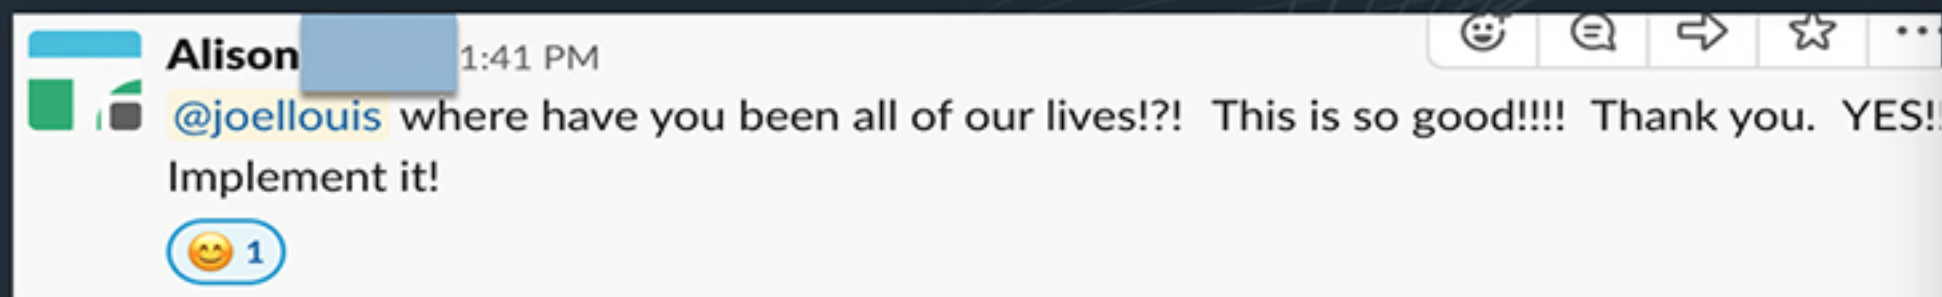 Alison 1:41 PM
@joellouis where have you been all of our lives!?! This is so good!!!! Thank you. YES!!
Implement it!
1